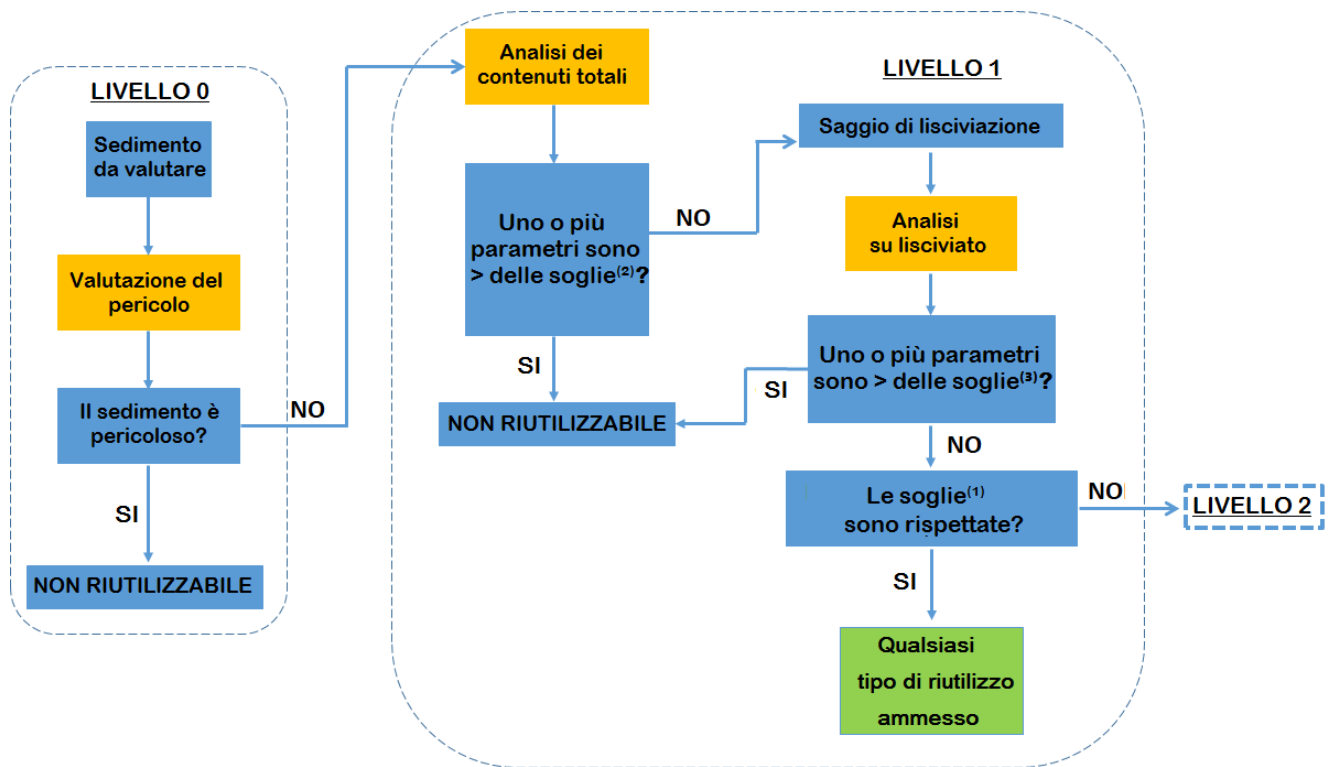 LIVELLO 0
Sedimento
da valutare
Valutazione del
pericolo
Il sedimento è
pericoloso?
NO
SI
NON RIUTILIZZABILE
LIVELLO 1
Analisi dei
contenuti totali
Uno o più
parametri sono
> delle soglie⁽²⁾?
NO
SI
NON RIUTILIZZABILE
Saggio di lisciviazione
Analisi
su lisciviato
Uno o più parametri
sono > delle soglie⁽³⁾?
SI
NO
Le soglie⁽¹⁾
sono rispettate?
NO
LIVELLO 2
SI
Qualsiasi
tipo di riutilizzo
ammesso